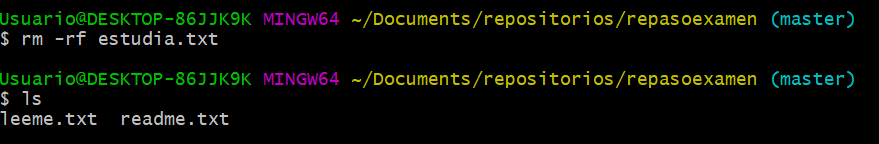 Usuario@DESKTOP-86JJK9K MINGW64 ~/Documents/repositorios/repasoexamen (master)
$ rm -rf estudia.txt
Usuario@DESKTOP-86JJK9K MINGW64 ~/Documents/repositorios/repasoexamen (master)
$ ls
leeme.txt  readme.txt